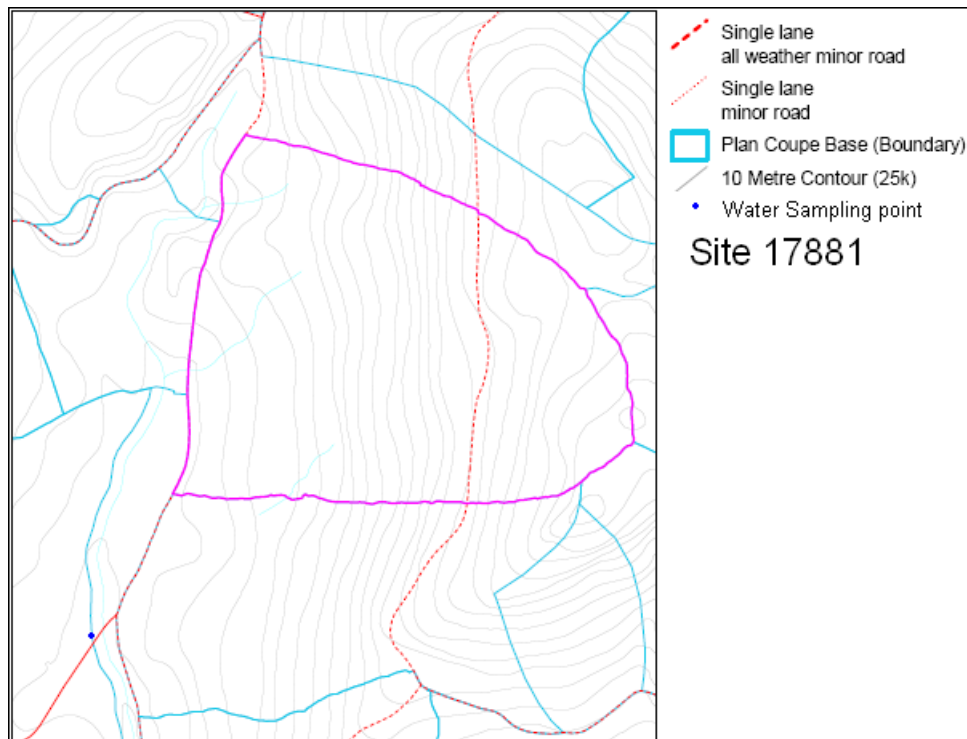 Single lane
all weather minor road
Single lane
minor road
Plan Coupe Base (Boundary)
10 Metre Contour (25k)
Water Sampling point
Site 17881